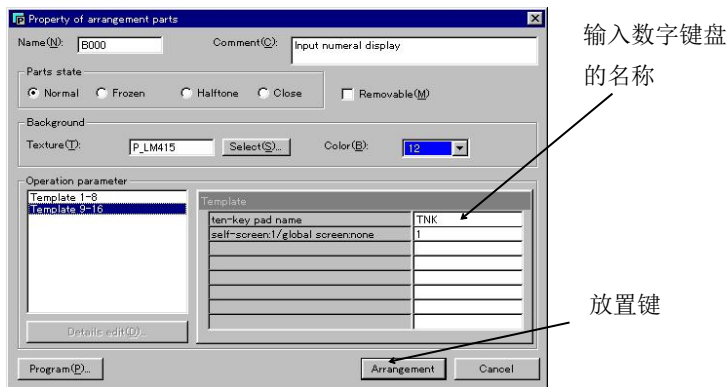 Property of arrangement parts
Name(N): B000 Comment(C): Input numeral display
输入数字键盘
的名称
Parts state
Normal Frozen Halftone Close Removable(M)
Background
Texture(T): P_LM415 Select(S)... Color(B): 12
Operation parameter
Template 1-8
Template 9-16
Template
ten-key pad name TNK
self-screen:1/global screen:none 1
放置键
Details edit(D)...
Program(P)... Arrangement Cancel